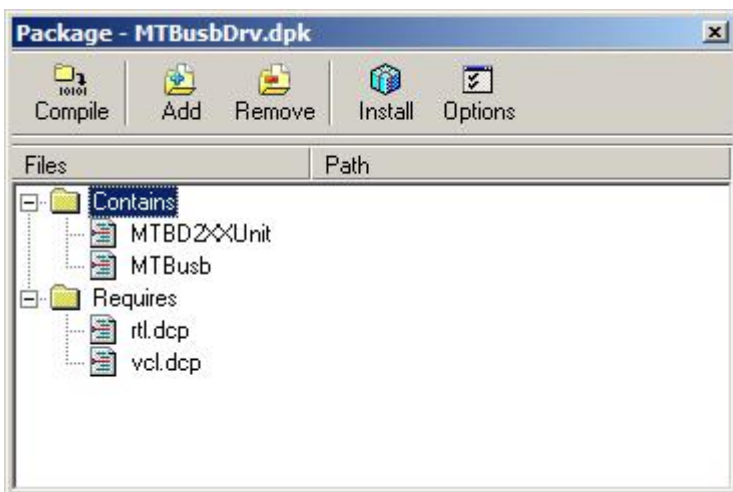 Package - MTBusbDrv.dpk
Compile Add Remove Install Options
Files Path
Contains
MTBD2XXUnit
MTBusb
Requires
rtl.dcp
vcl.dcp